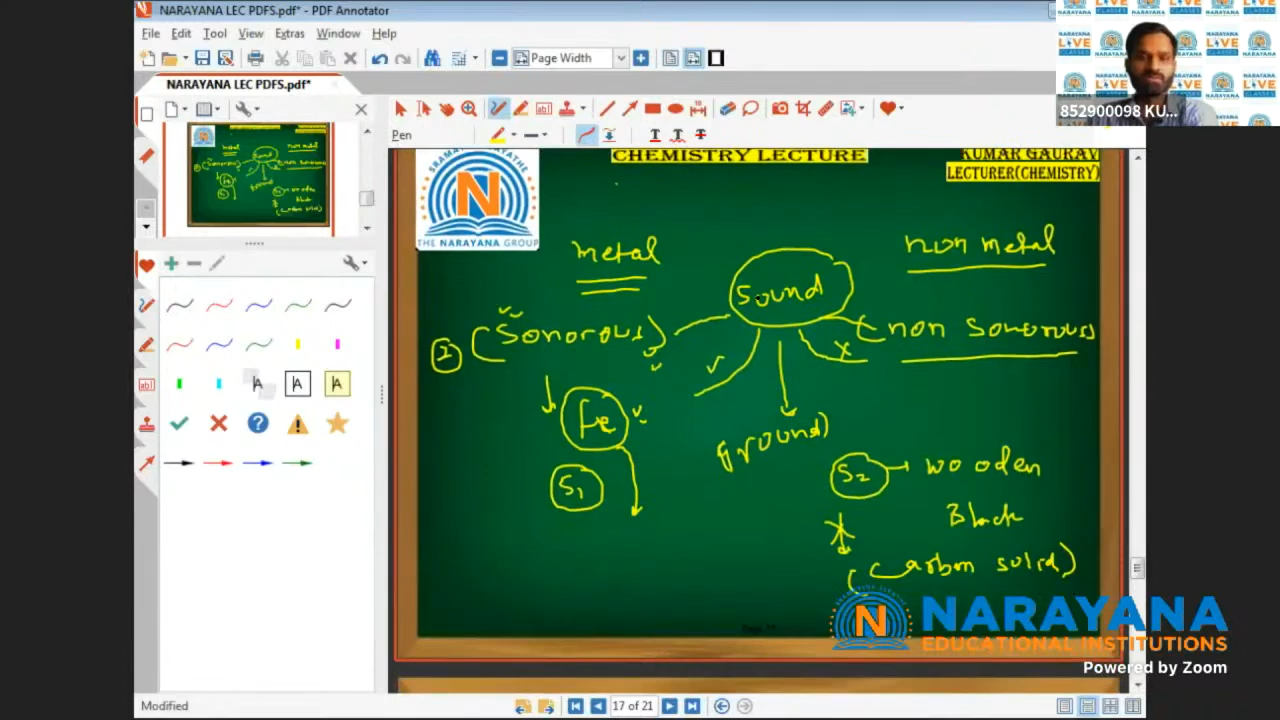 NARAYANA LEC PDFS.pdf* - PDF Annotator
File Edit Tool View Extras Window Help
Page Width
NARAYANA LEC PDFS.pdf*
Pen
852900098 KU...
THE NARAYANA GROUP
CHEMISTRY LECTURE
KUMAR GAURAV
LECTURER(CHEMISTRY)
metal
Sound
non metal
2 (Sonorous)
(non sonorous)
Fe
ground
S1
S2 wooden
Block
(Carbon solid)
NARAYANA
EDUCATIONAL INSTITUTIONS
Powered by Zoom
Modified
17 of 21